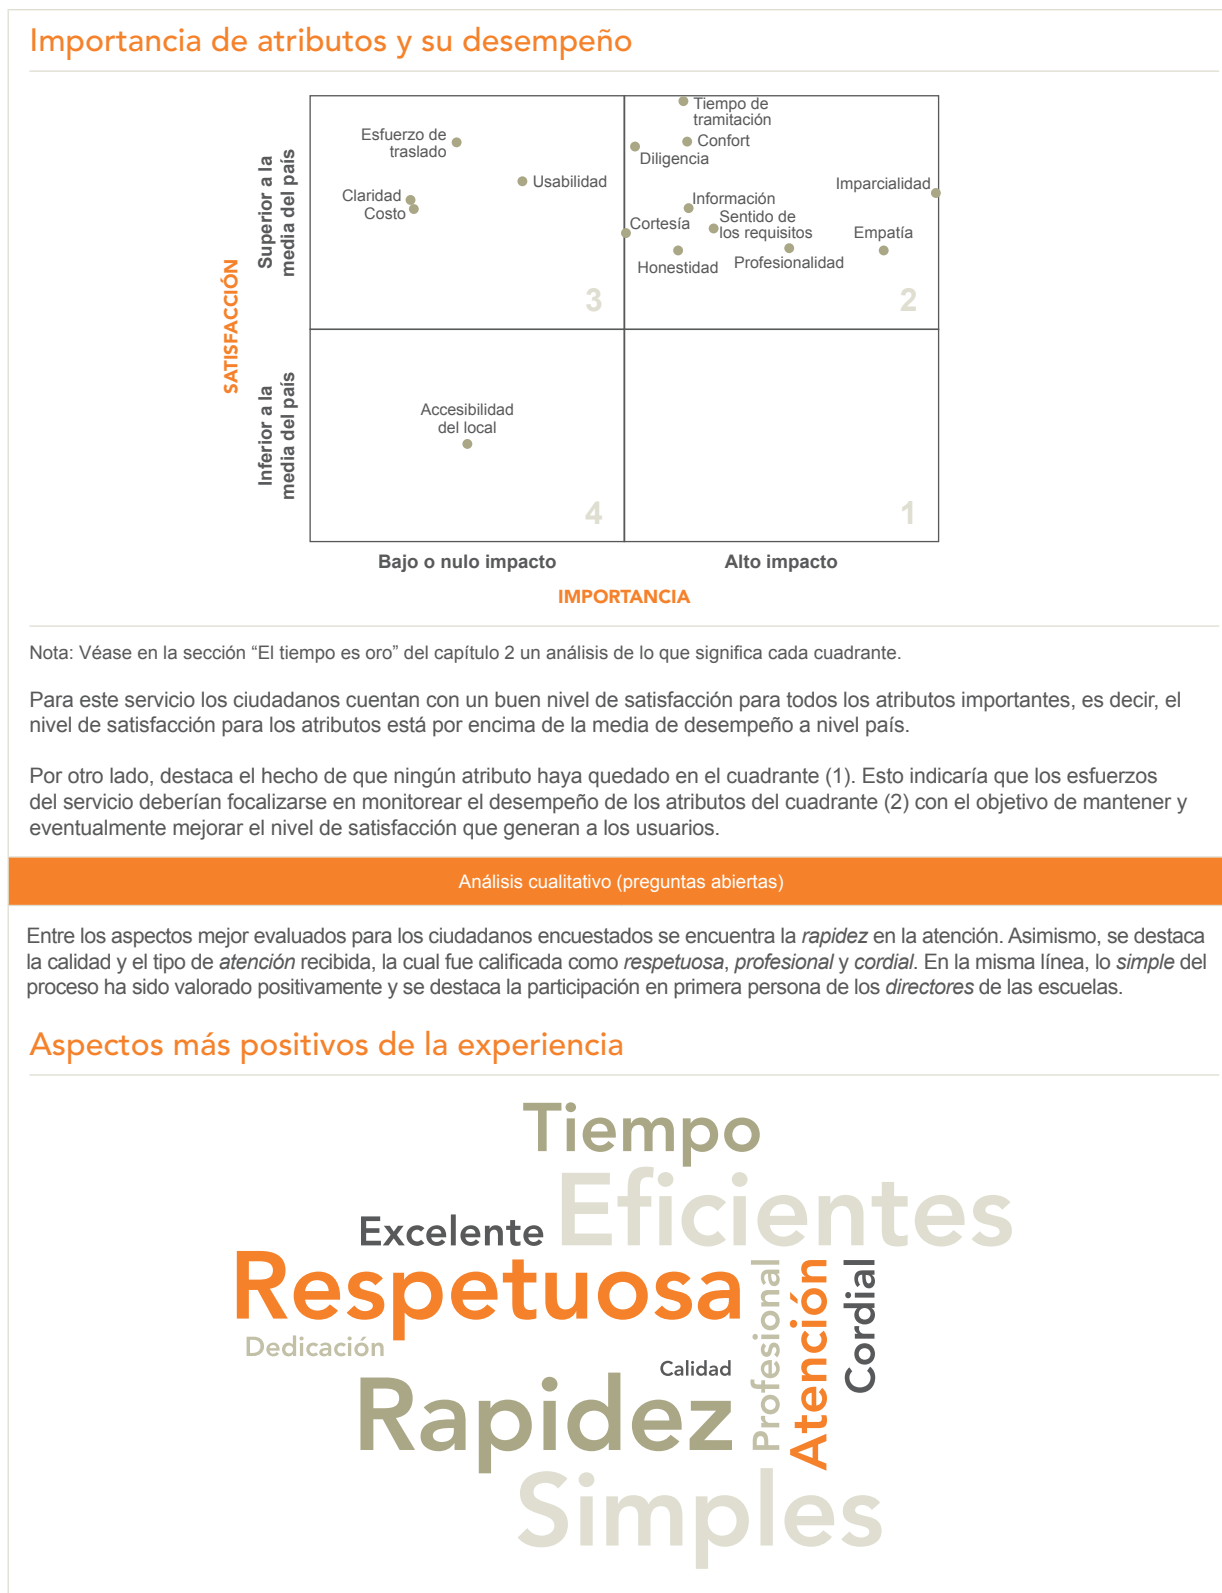 Importancia de atributos y su desempeño
Tiempo de
tramitación
Esfuerzo de
traslado
Confort
Diligencia
Usabilidad
Imparcialidad
Claridad
Costo
Información
Cortesía
Sentido de
los requisitos
Empatía
Honestidad
Profesionalidad
3
2
Accesibilidad
del local
4
1
SATISFACCIÓN
Superior a la
media del país
Inferior a la
media del país
Bajo o nulo impacto
Alto impacto
IMPORTANCIA
Nota: Véase en la sección “El tiempo es oro” del capítulo 2 un análisis de lo que significa cada cuadrante.
Para este servicio los ciudadanos cuentan con un buen nivel de satisfacción para todos los atributos importantes, es decir, el
nivel de satisfacción para los atributos está por encima de la media de desempeño a nivel país.
Por otro lado, destaca el hecho de que ningún atributo haya quedado en el cuadrante (1). Esto indicaría que los esfuerzos
del servicio deberían focalizarse en monitorear el desempeño de los atributos del cuadrante (2) con el objetivo de mantener y
eventualmente mejorar el nivel de satisfacción que generan a los usuarios.
Análisis cualitativo (preguntas abiertas)
Entre los aspectos mejor evaluados para los ciudadanos encuestados se encuentra la rapidez en la atención. Asimismo, se destaca
la calidad y el tipo de atención recibida, la cual fue calificada como respetuosa, profesional y cordial. En la misma línea, lo simple del
proceso ha sido valorado positivamente y se destaca la participación en primera persona de los directores de las escuelas.
Aspectos más positivos de la experiencia
Tiempo
Eficientes
Excelente
Respetuosa
Dedicación
Calidad
Rapidez
Profesional
Atención
Cordial
Simples